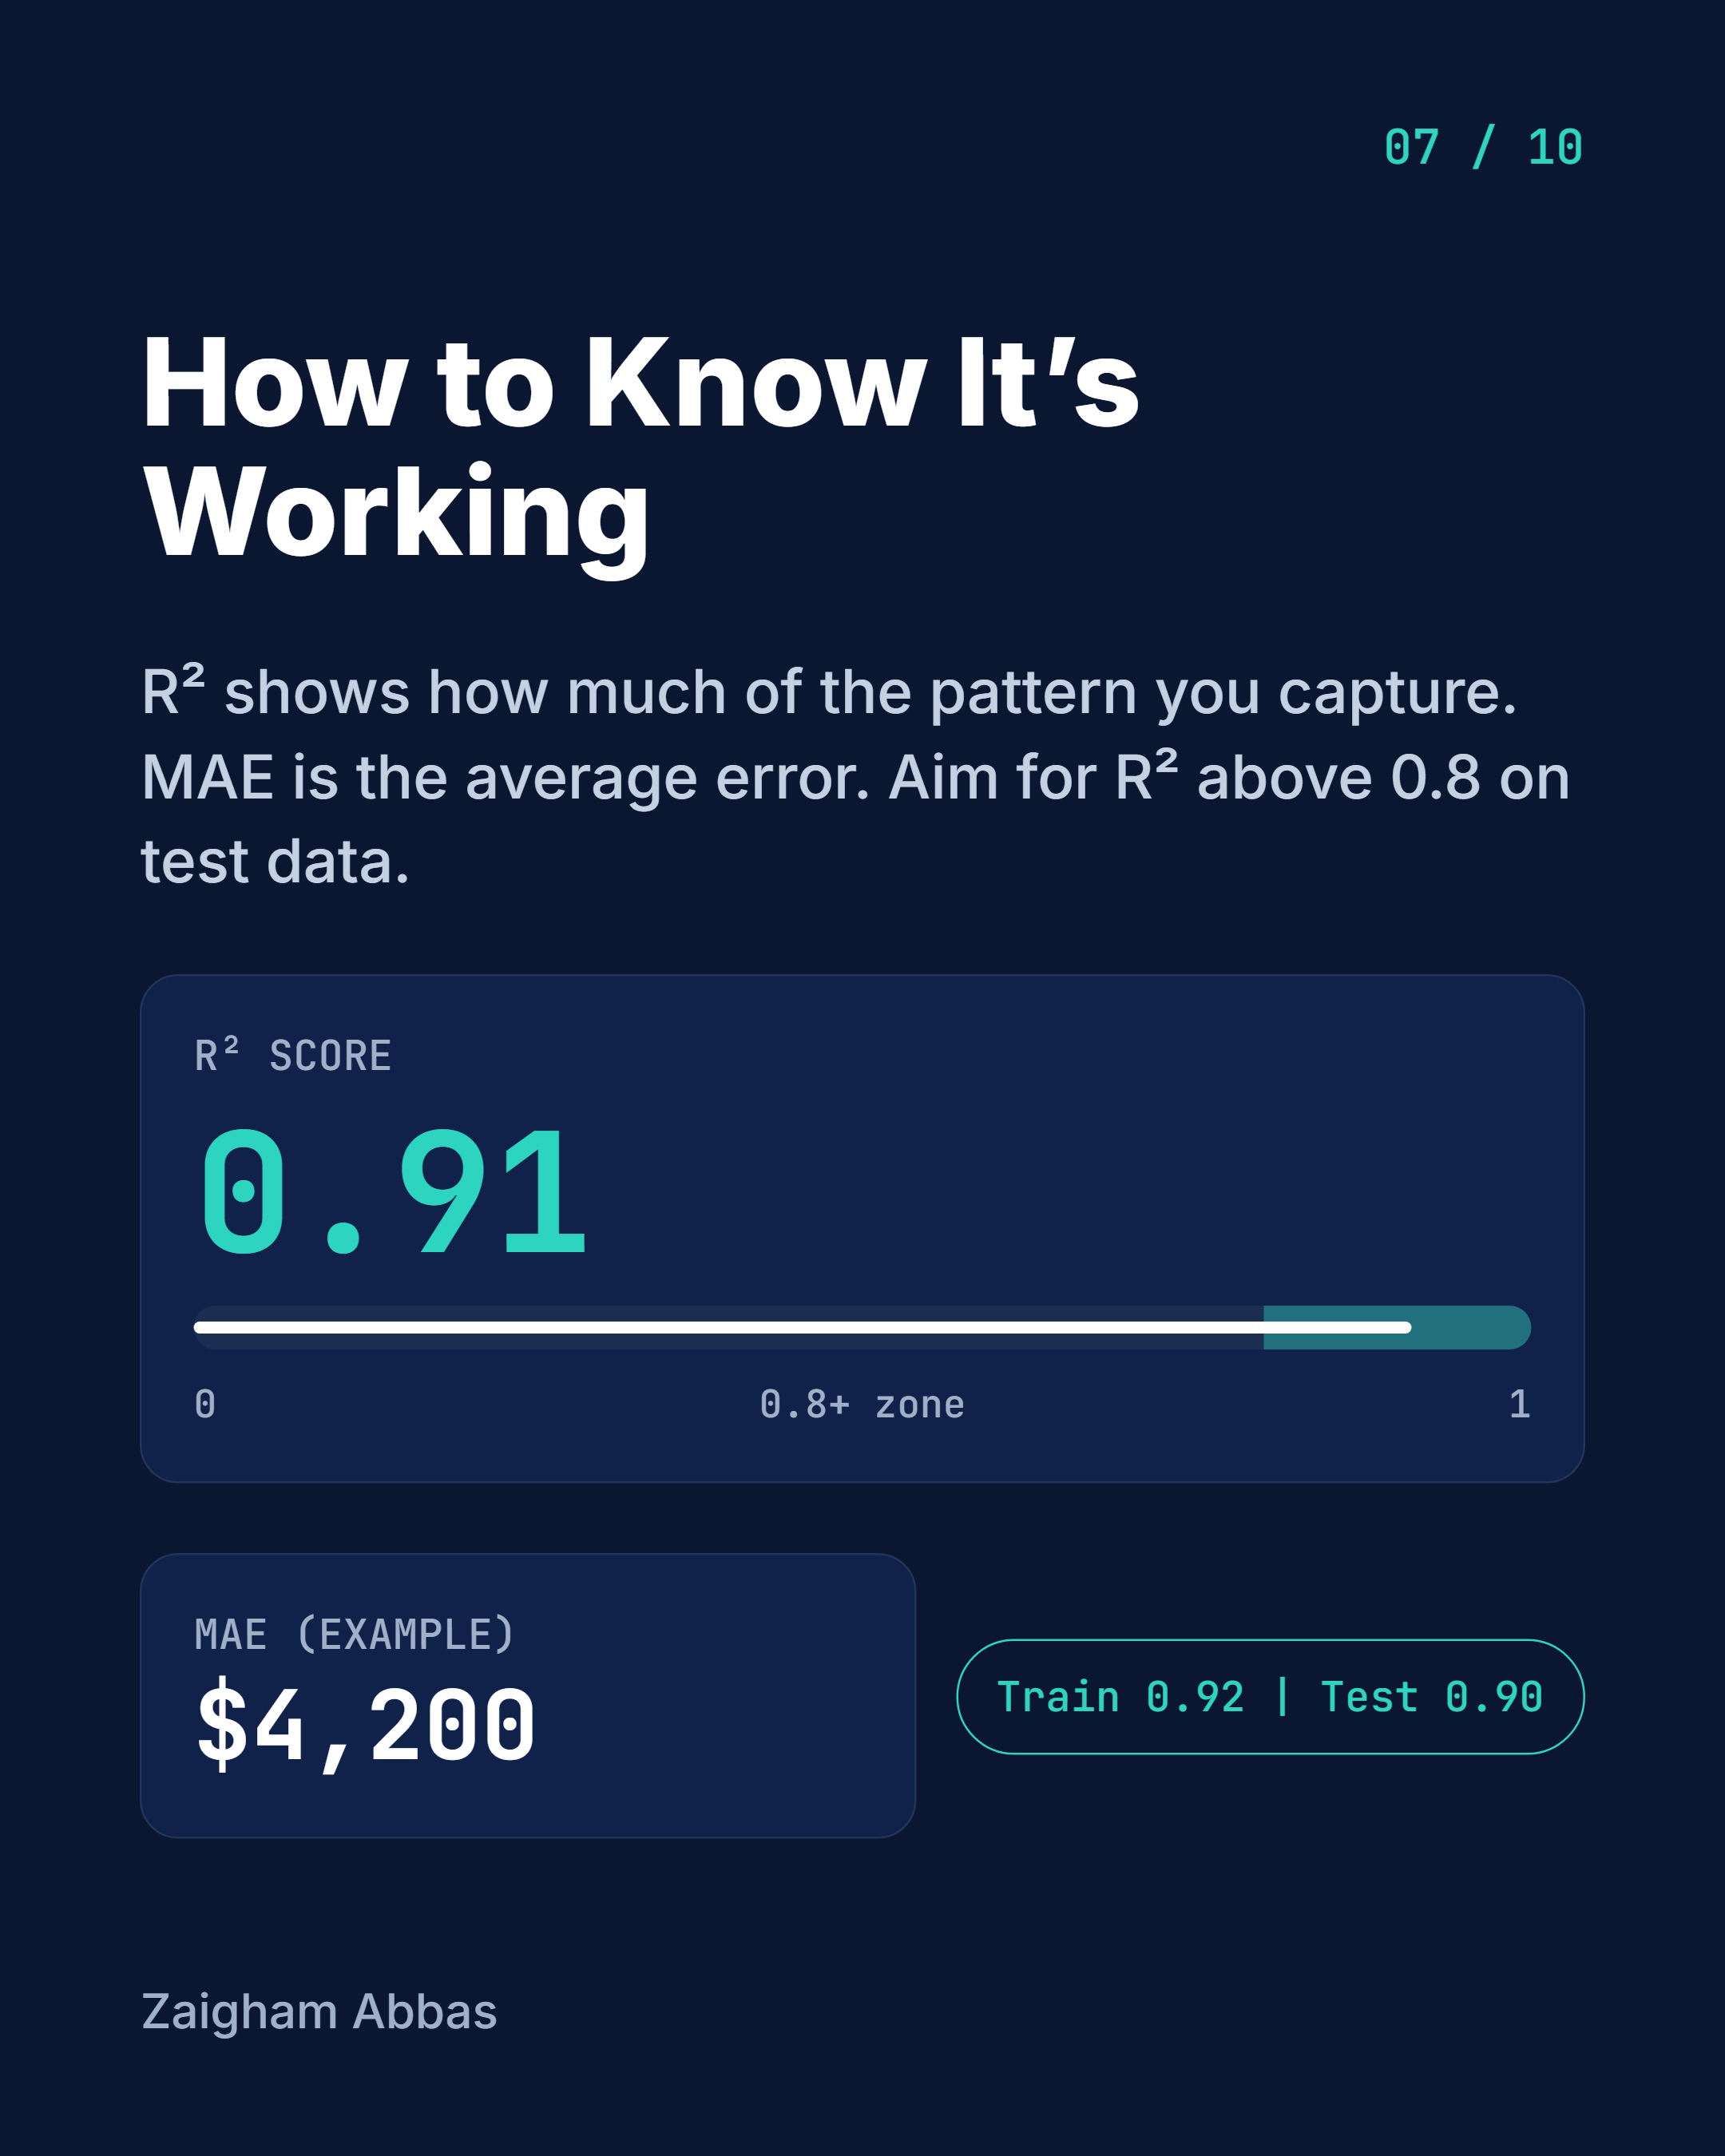 07 / 10
How to Know It’s
Working
R² shows how much of the pattern you capture.
MAE is the average error. Aim for R² above 0.8 on
test data.
R² SCORE
0.91
0 0.8+ zone 1
MAE (EXAMPLE)
$4,200
Train 0.92 | Test 0.90
Zaigham Abbas